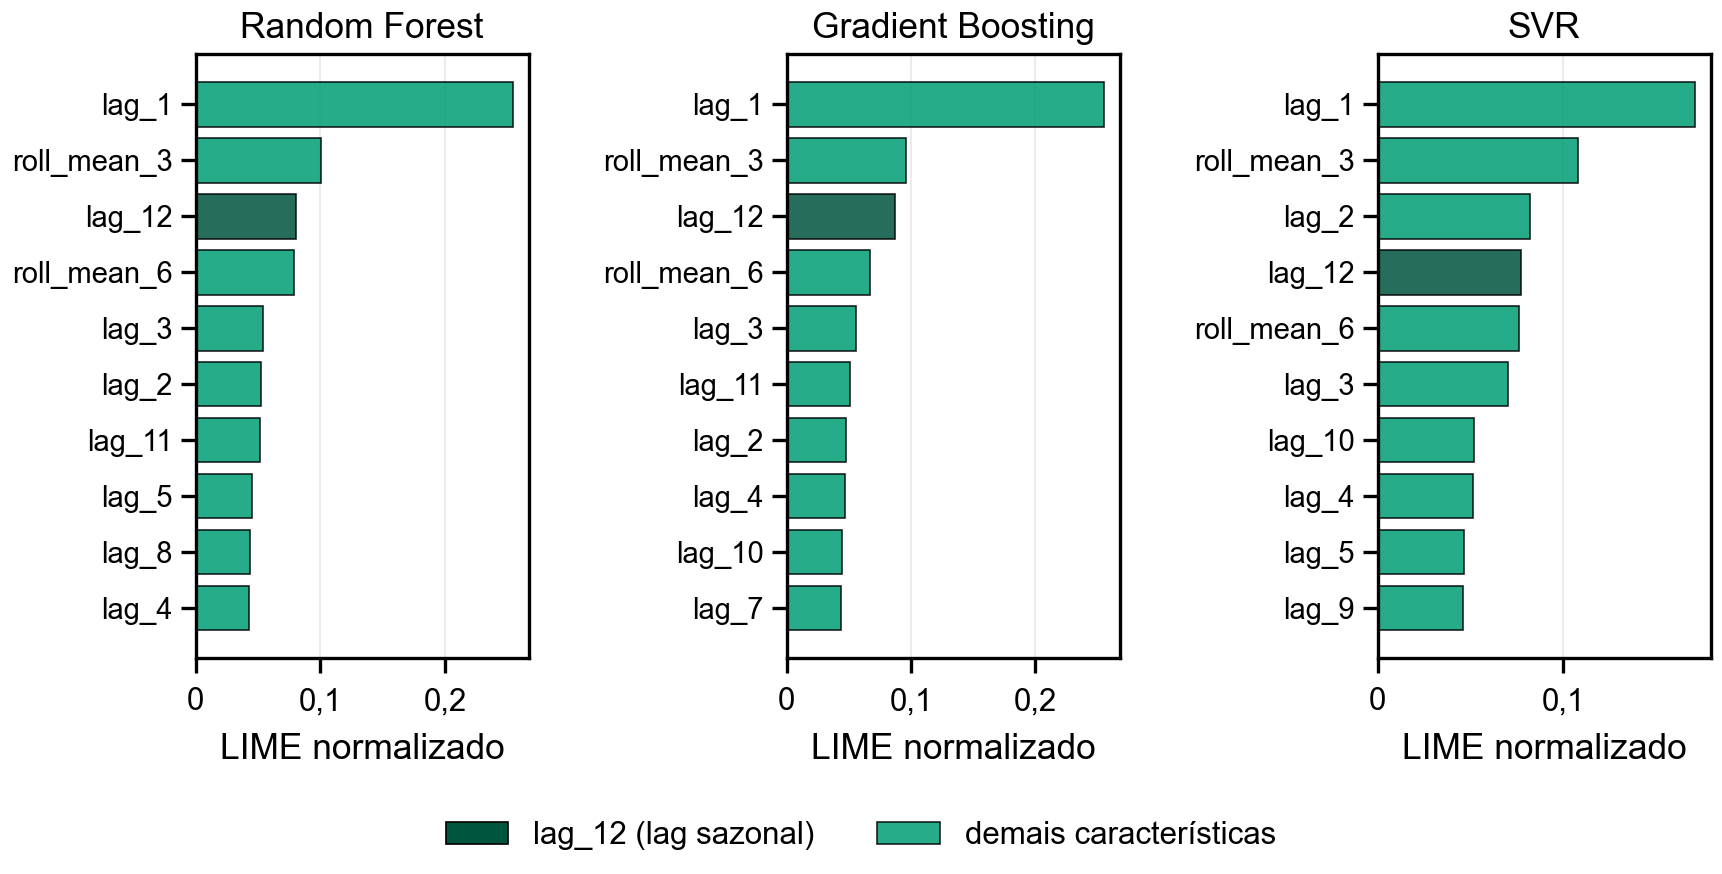 Random Forest
lag_1
roll_mean_3
lag_12
roll_mean_6
lag_3
lag_2
lag_11
lag_5
lag_8
lag_4
0 0,1 0,2
LIME normalizado
Gradient Boosting
lag_1
roll_mean_3
lag_12
roll_mean_6
lag_3
lag_11
lag_2
lag_4
lag_10
lag_7
0 0,1 0,2
LIME normalizado
SVR
lag_1
roll_mean_3
lag_2
lag_12
roll_mean_6
lag_3
lag_10
lag_4
lag_5
lag_9
0 0,1
LIME normalizado
lag_12 (lag sazonal)
demais características